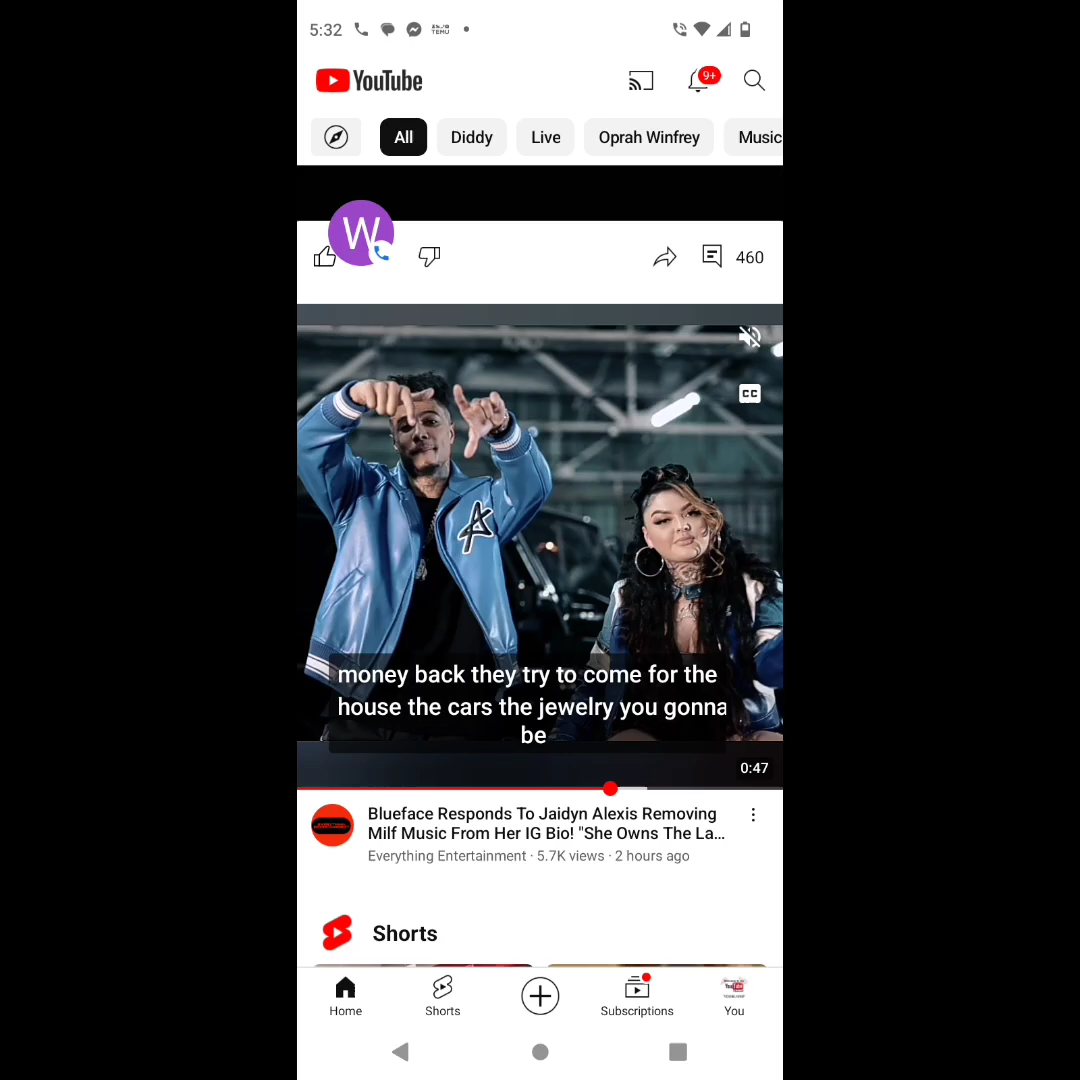 5:32
TEMU
9+
YouTube
All
Diddy
Live
Oprah Winfrey
Music
W
460
CC
A
money back they try to come for the
house the cars the jewelry you gonna
be
0:47
Blueface Responds To Jaidyn Alexis Removing
Milf Music From Her IG Bio! "She Owns The La...
Everything Entertainment · 5.7K views · 2 hours ago
Shorts
Home
Shorts
Subscriptions
You